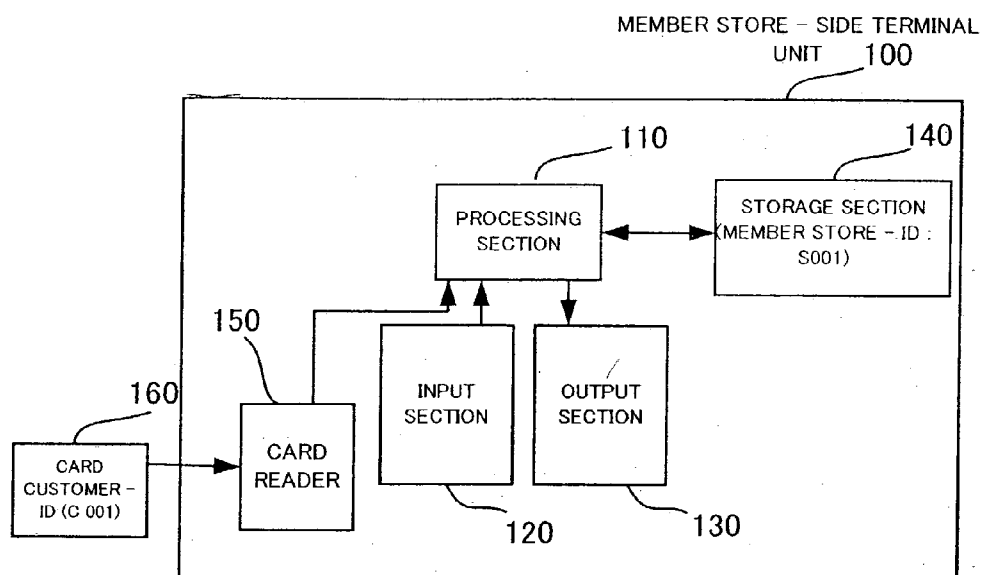 MEMBER STORE - SIDE TERMINAL
UNIT 100
110
140
PROCESSING
SECTION
STORAGE SECTION
(MEMBER STORE - ID :
S001)
150
160
INPUT
SECTION
OUTPUT
SECTION
CARD
READER
CARD
CUSTOMER -
ID (C 001)
120
130